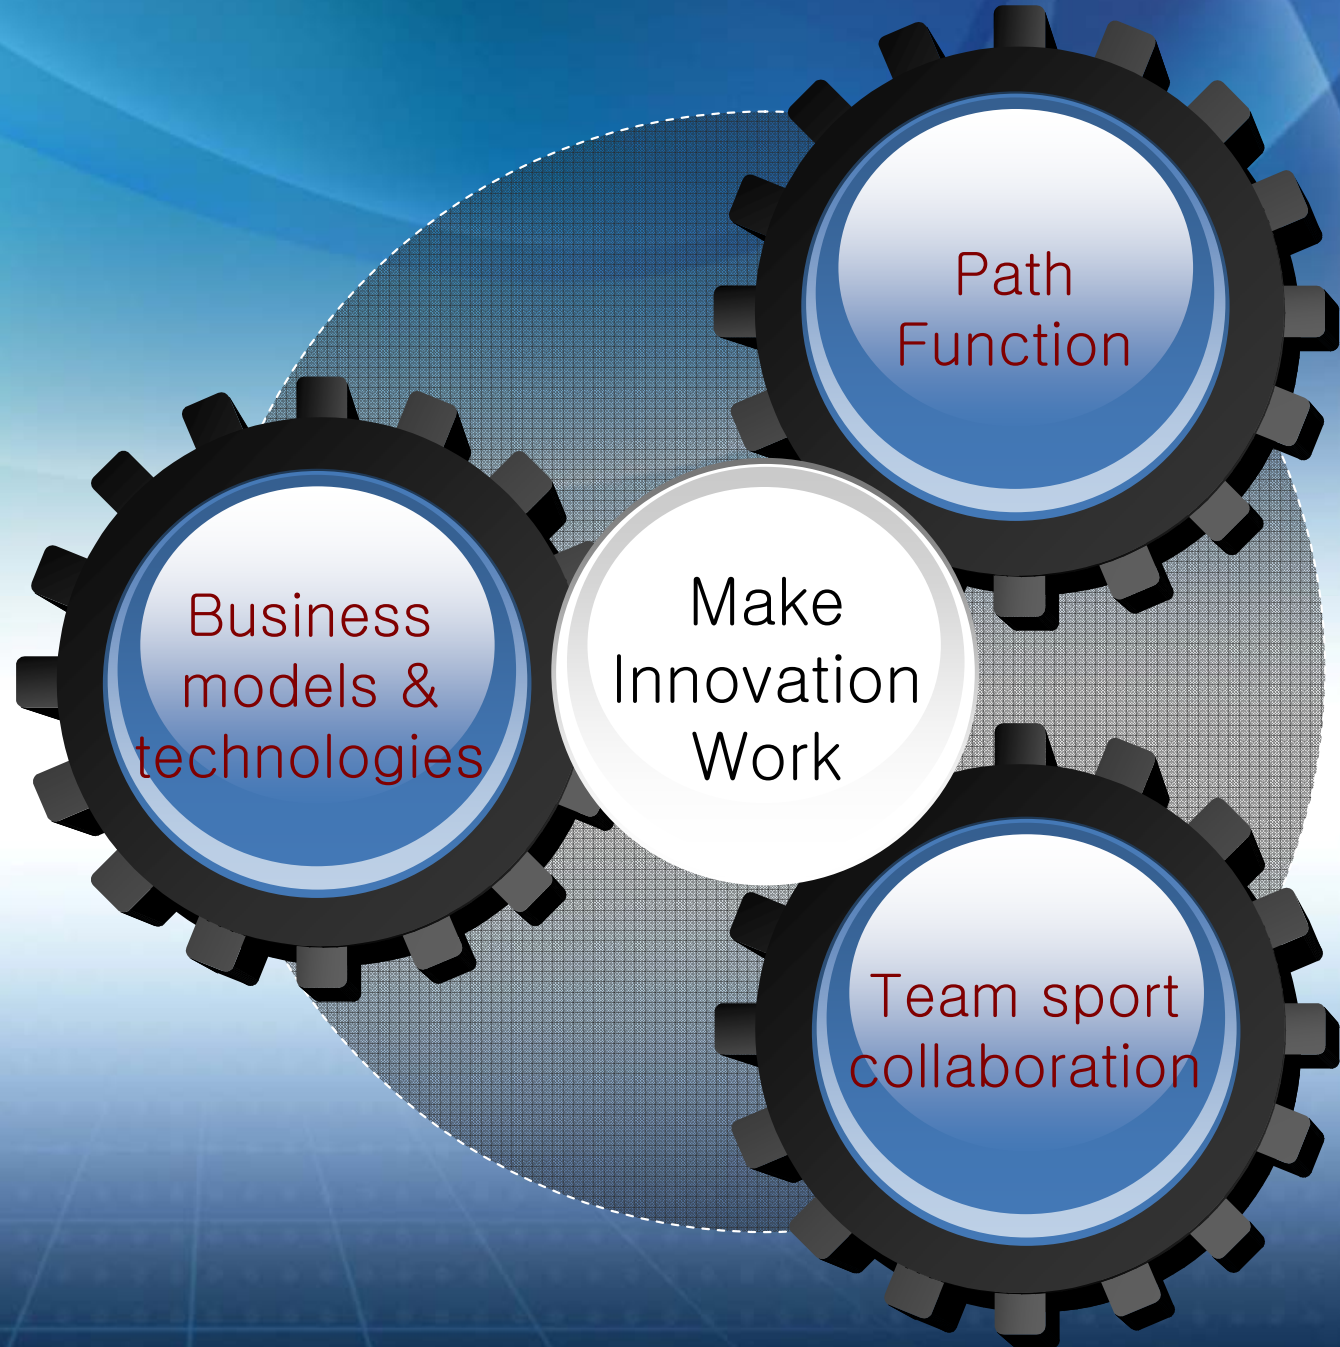 Path
Function
Business
models &
technologies
Make
Innovation
Work
Team sport
collaboration